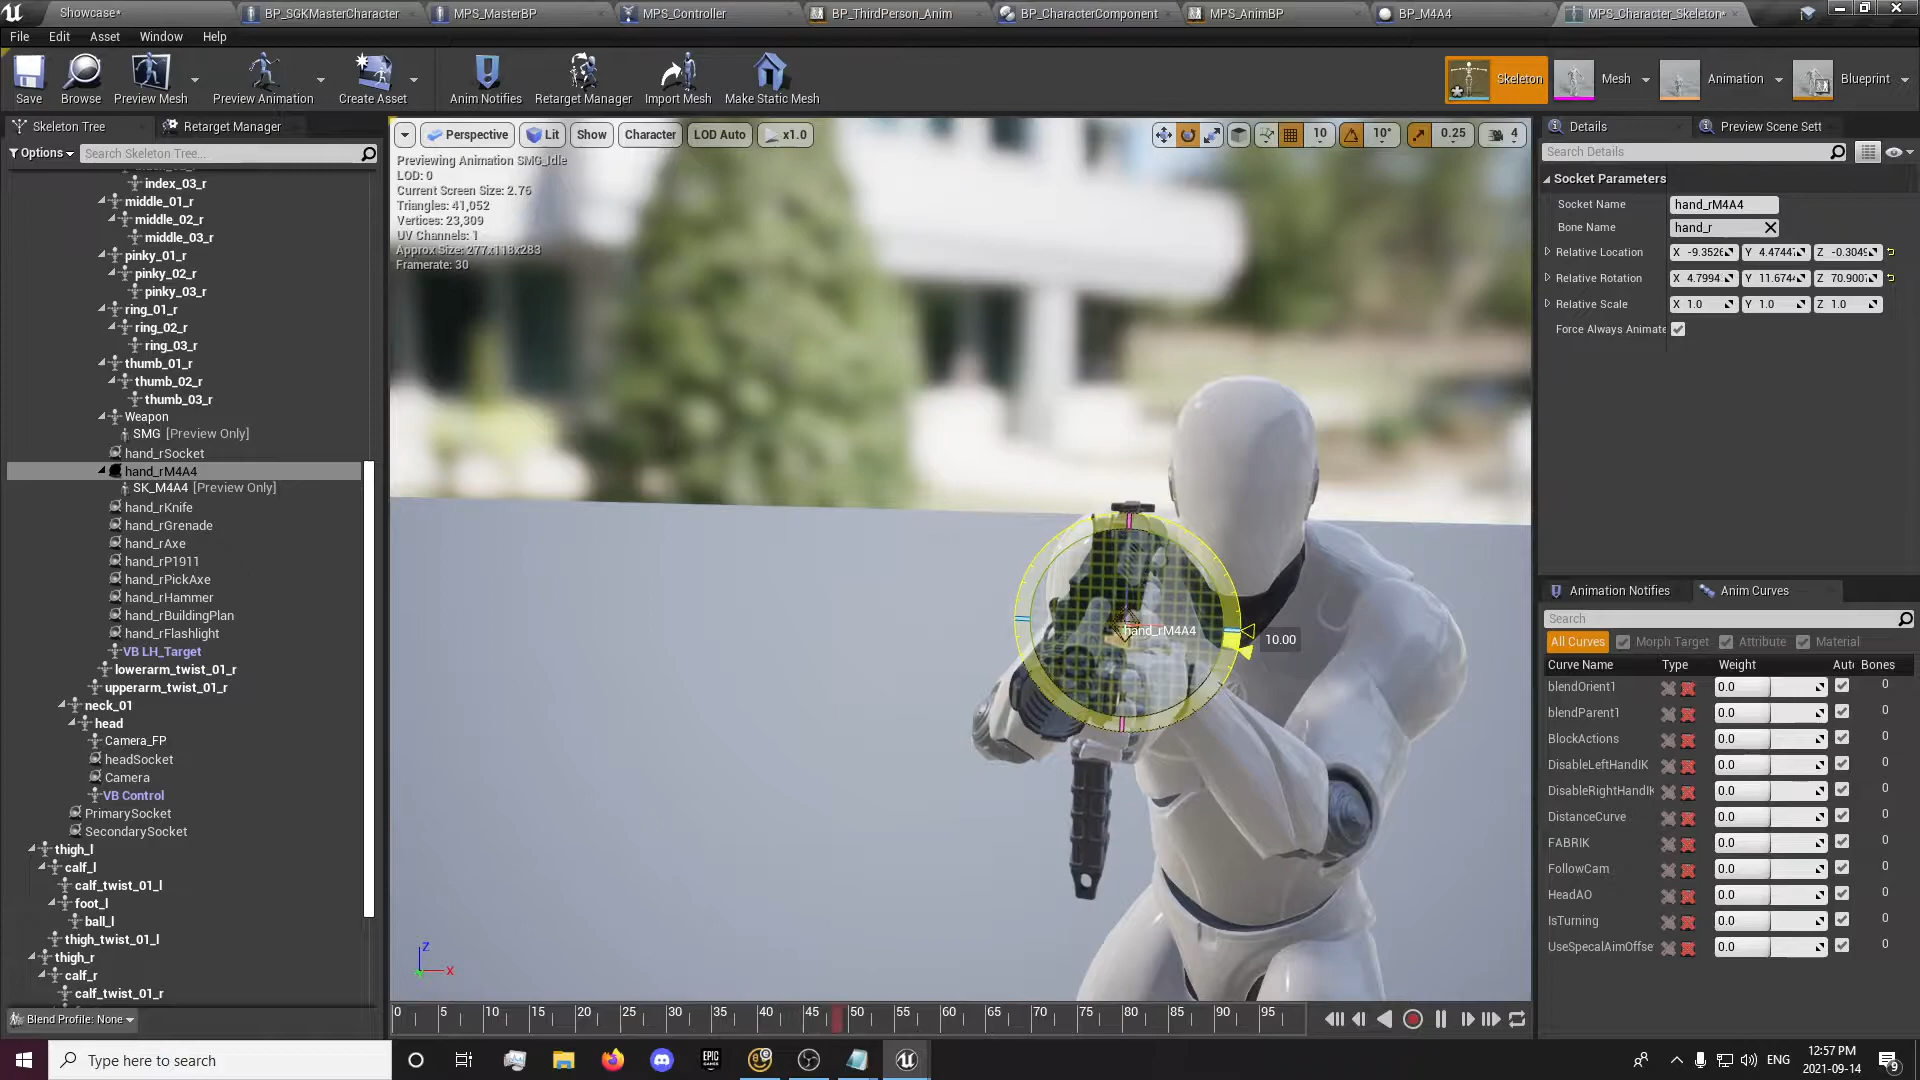 Showcase*
BP_SGKMasterCharacter
MPS_MasterBP
MPS_Controller
BP_ThirdPerson_Anim
BP_CharacterComponent
MPS_AnimBP
BP_M4A4
MPS_Character_Skeleton*
File Edit Asset Window Help
Save
Browse
Preview Mesh
Preview Animation
Create Asset
Anim Notifies
Retarget Manager
Import Mesh
Make Static Mesh
Skeleton
Mesh
Animation
Blueprint
Skeleton Tree
Retarget Manager
Options
Search Skeleton Tree...
index_03_r
middle_01_r
middle_02_r
middle_03_r
pinky_01_r
pinky_02_r
pinky_03_r
ring_01_r
ring_02_r
ring_03_r
thumb_01_r
thumb_02_r
thumb_03_r
Weapon
SMG [Preview Only]
hand_rSocket
hand_rM4A4
SK_M4A4 [Preview Only]
hand_rKnife
hand_rGrenade
hand_rAxe
hand_rP1911
hand_rPickAxe
hand_rHammer
hand_rBuildingPlan
hand_rFlashlight
VB LH_Target
lowerarm_twist_01_r
upperarm_twist_01_r
neck_01
head
Camera_FP
headSocket
Camera
VB Control
PrimarySocket
SecondarySocket
thigh_l
calf_l
calf_twist_01_l
foot_l
ball_l
thigh_twist_01_l
thigh_r
calf_r
calf_twist_01_r
Blend Profile: None
Perspective Lit Show Character LOD Auto x1.0
10 10° 0.25 4
Previewing Animation SMG_Idle
LOD: 0
Current Screen Size: 2.76
Triangles: 41,052
Vertices: 23,309
UV Channels: 1
Approx Size: 277x118x283
Framerate: 30
hand_rM4A4
10.00
Z
X
0 5 10 15 20 25 30 35 40 45 50 55 60 65 70 75 80 85 90 95
Details
Preview Scene Sett
Search Details
Socket Parameters
Socket Name hand_rM4A4
Bone Name hand_r
Relative Location X -9.3526 Y 4.4744 Z -0.3049
Relative Rotation X 4.7994 Y 11.674 Z 70.900
Relative Scale X 1.0 Y 1.0 Z 1.0
Force Always Animate
Animation Notifies
Anim Curves
Search
All Curves Morph Target Attribute Material
Curve Name Type Weight Aut Bones
blendOrient1 0.0 0
blendParent1 0.0 0
BlockActions 0.0 0
DisableLeftHandIK 0.0 0
DisableRightHandIK 0.0 0
DistanceCurve 0.0 0
FABRIK 0.0 0
FollowCam 0.0 0
HeadAO 0.0 0
IsTurning 0.0 0
UseSpecalAimOffse 0.0 0
Type here to search
EPIC
ENG
12:57 PM
2021-09-14
9